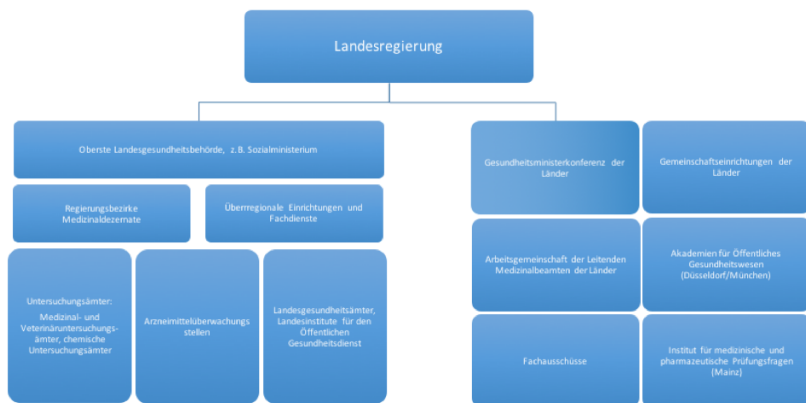 Landesregierung
Oberste Landesgesundheitsbehörde, z.B. Sozialministerium
Regierungsbezirke
Medizinaldezernate
Überregionale Einrichtungen und
Fachdienste
Untersuchungsämter:
Medizinal- und
Veterinäruntersuchungs-
ämter, chemische
Untersuchungsämter
Arzneimittelüberwachungs
stellen
Landesgesundheitsämter,
Landesinstitute für den
Öffentlichen
Gesundheitsdienst
Gesundheitsministerkonferenz der
Länder
Gemeinschaftseinrichtungen der
Länder
Arbeitsgemeinschaft der Leitenden
Medizinalbeamten der Länder
Akademien für Öffentliches
Gesundheitswesen
(Düsseldorf/München)
Fachausschüsse
Institut für medizinische und
pharmazeutische Prüfungsfragen
(Mainz)